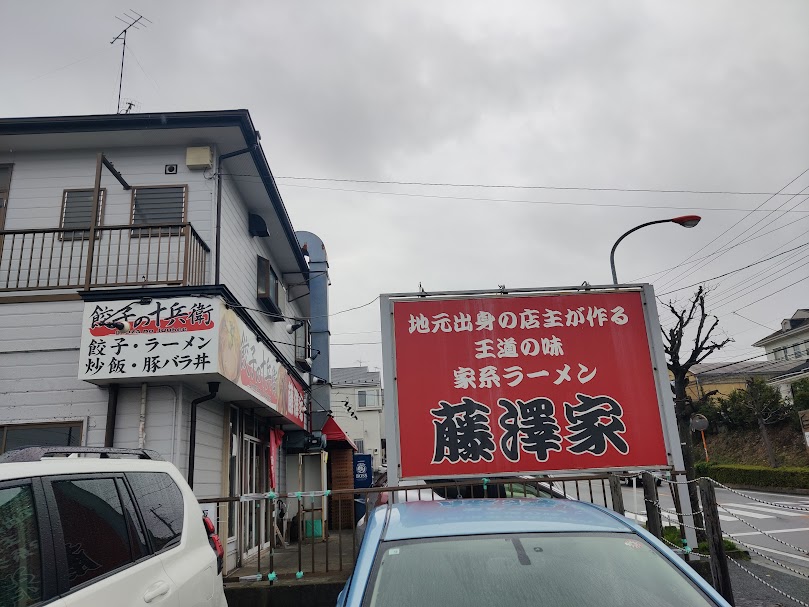 餃子の十兵衛
餃子・ラーメン
炒飯・豚バラ丼
地元出身の店主が作る
王道の味
家系ラーメン
藤澤家
BOSS